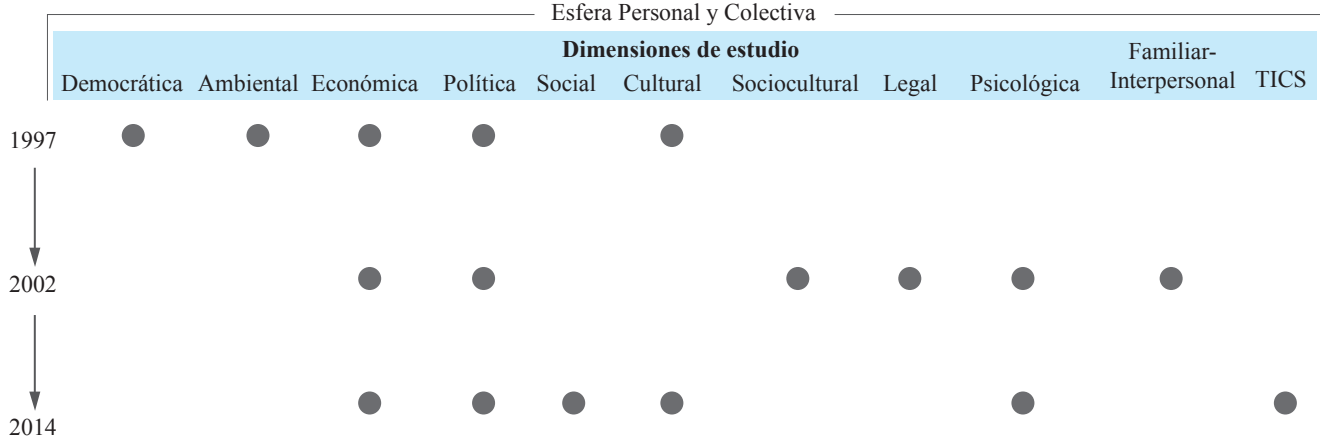 Esfera Personal y Colectiva
Dimensiones de estudio
Democrática Ambiental Económica Política Social Cultural Sociocultural Legal Psicológica Familiar-
Interpersonal TICS
1997
2002
2014